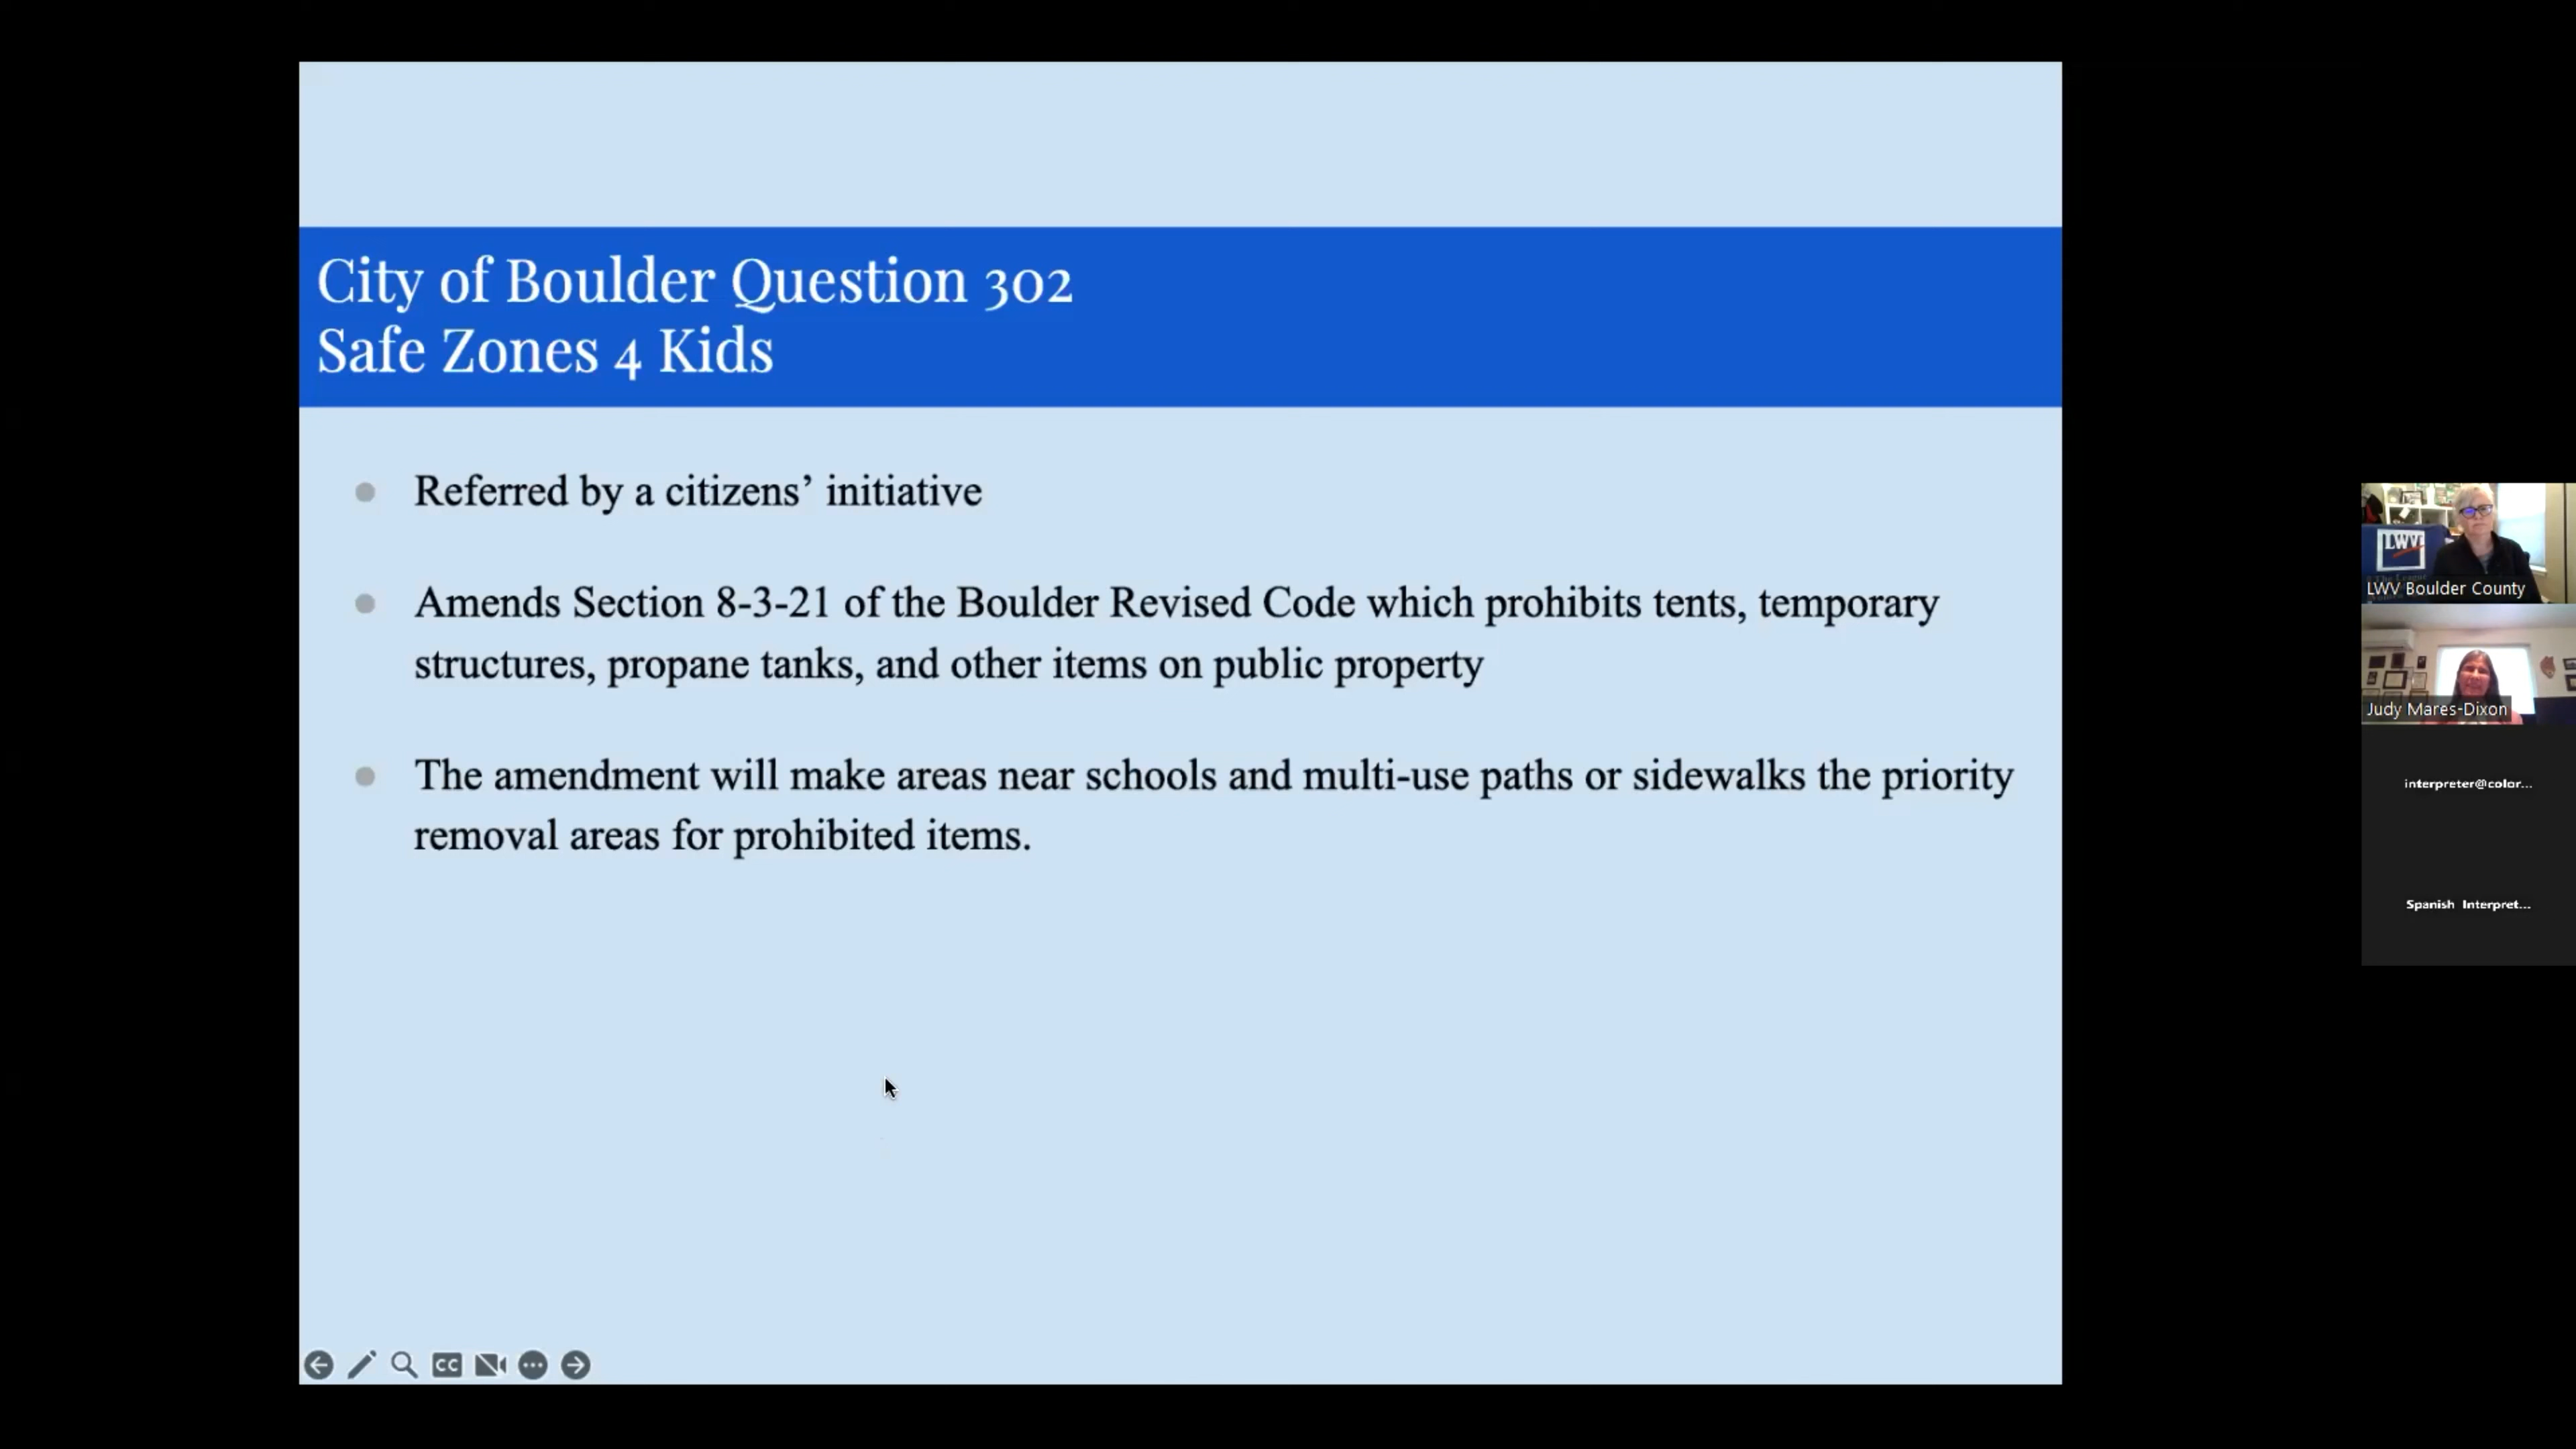 City of Boulder Question 302
Safe Zones 4 Kids
Referred by a citizens’ initiative
Amends Section 8-3-21 of the Boulder Revised Code which prohibits tents, temporary
structures, propane tanks, and other items on public property
The amendment will make areas near schools and multi-use paths or sidewalks the priority
removal areas for prohibited items.
LWV
LWV Boulder County
Judy Mares-Dixon
interpreter@color...
Spanish Interpret...
CC